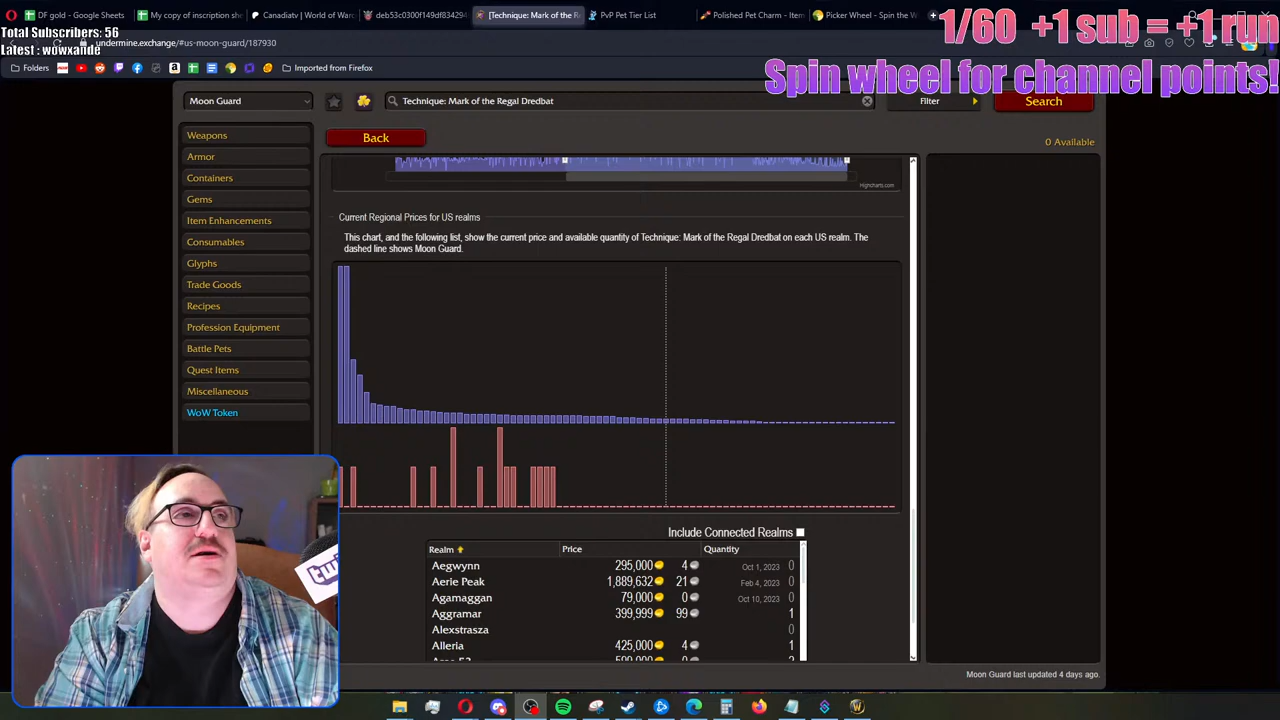 DF gold - Google Sheets
My copy of inscription she
Canadiatv | World of War
deb53c0300f149df83429
[Technique: Mark of the R
PvP Pet Tier List
Polished Pet Charm - Item
Picker Wheel - Spin the W
Total Subscribers: 56
Latest : wowxalide
undermine.exchange/#us-moon-guard/187930
1/60 +1 sub = +1 run
Spin wheel for channel points!
Folders
Imported from Firefox
Moon Guard
Technique: Mark of the Regal Dredbat
Filter
Search
Back
0 Available
Weapons
Armor
Containers
Gems
Item Enhancements
Consumables
Glyphs
Trade Goods
Recipes
Profession Equipment
Battle Pets
Quest Items
Miscellaneous
WoW Token
Highcharts.com
Current Regional Prices for US realms
This chart, and the following list, show the current price and available quantity of Technique: Mark of the Regal Dredbat on each US realm. The
dashed line shows Moon Guard.
Include Connected Realms
Realm Price Quantity
Aegwynn 295,000 4 Oct 1, 2023 0
Aerie Peak 1,889,632 21 Feb 4, 2023 0
Agamaggan 79,000 0 Oct 10, 2023 0
Aggramar 399,999 99 1
Alexstrasza 0
Alleria 425,000 4 1
Moon Guard last updated 4 days ago.